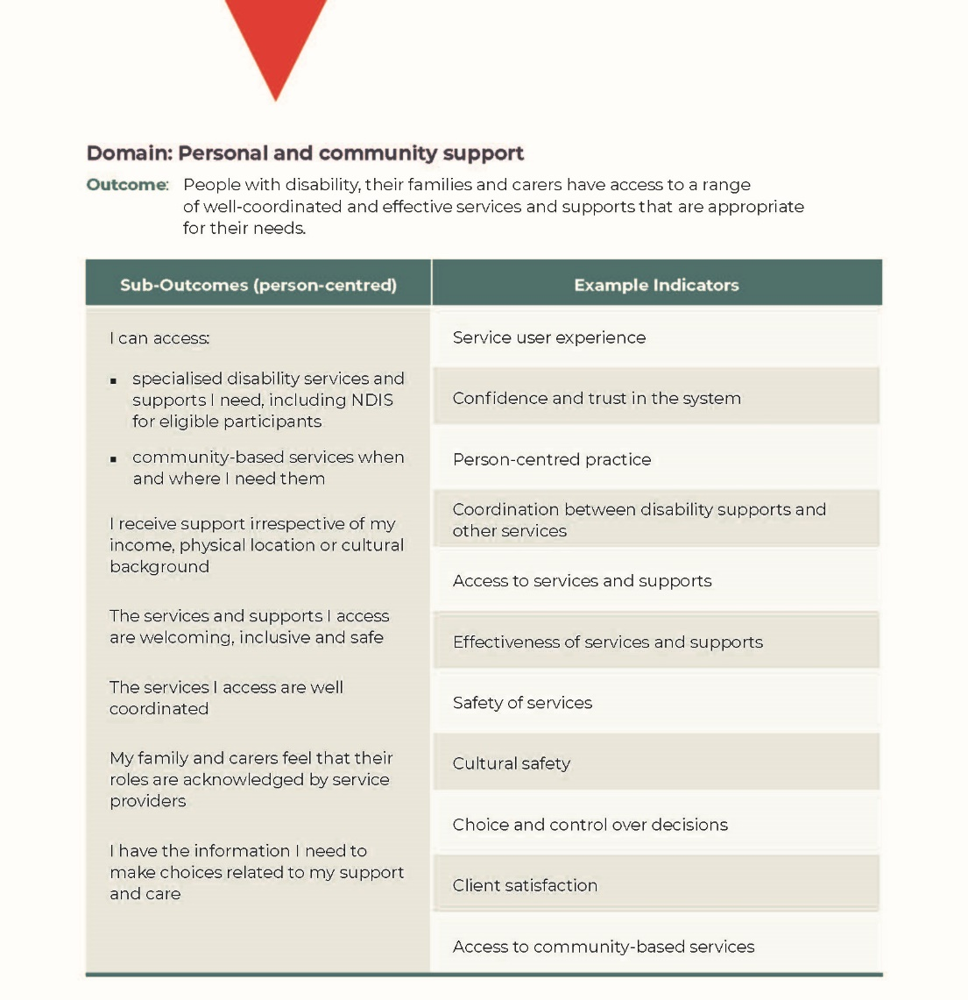 Domain: Personal and community support
Outcome: People with disability, their families and carers have access to a range
of well-coordinated and effective services and supports that are appropriate
for their needs.
Sub-Outcomes (person-centred)
I can access:
▪ specialised disability services and
supports I need, including NDIS
for eligible participants
▪ community-based services when
and where I need them
I receive support irrespective of my
income, physical location or cultural
background
The services and supports I access
are welcoming, inclusive and safe
The services I access are well
coordinated
My family and carers feel that their
roles are acknowledged by service
providers
I have the information I need to
make choices related to my support
and care
Example Indicators
Service user experience
Confidence and trust in the system
Person-centred practice
Coordination between disability supports and
other services
Access to services and supports
Effectiveness of services and supports
Safety of services
Cultural safety
Choice and control over decisions
Client satisfaction
Access to community-based services